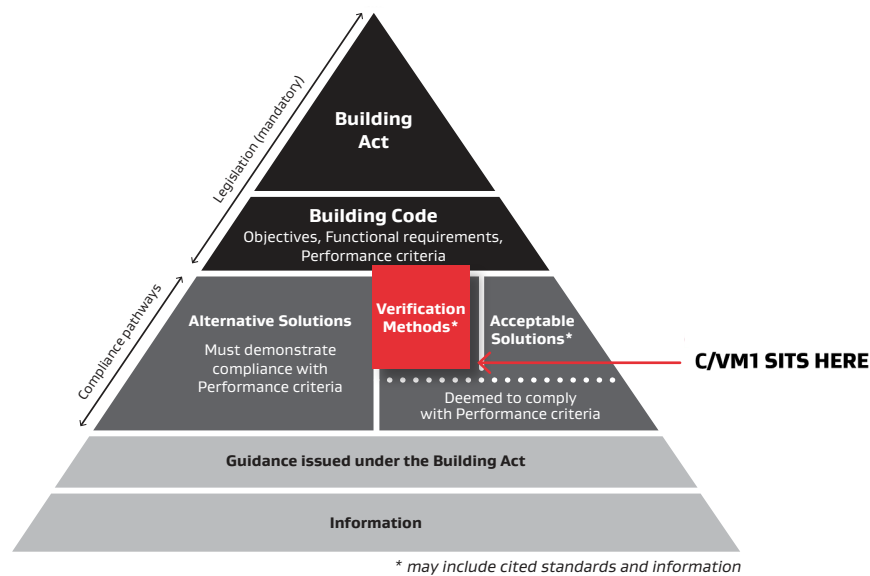 Legislation (mandatory)
Building
Act
Building Code
Objectives, Functional requirements,
Performance criteria
Compliance pathways
Alternative Solutions
Must demonstrate
compliance with
Performance criteria
Verification
Methods*
Acceptable
Solutions*
C/VM1 SITS HERE
Deemed to comply
with Performance criteria
Guidance issued under the Building Act
Information
* may include cited standards and information